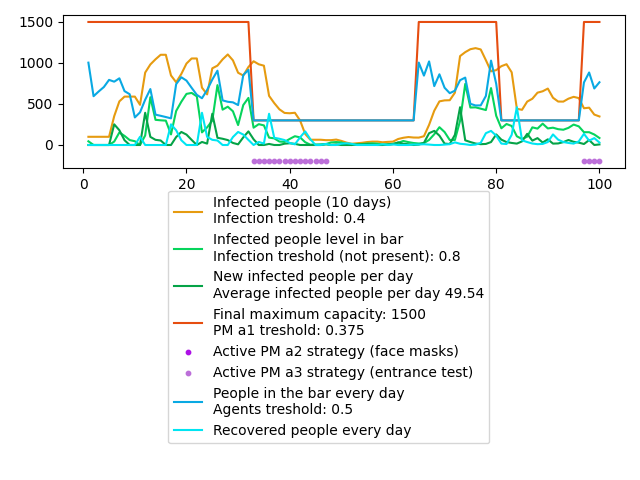 1500
1000
500
0
0
20
40
60
80
100
Infected people (10 days)
Infection treshold: 0.4
Infected people level in bar
Infection treshold (not present): 0.8
New infected people per day
Average infected people per day 49.54
Final maximum capacity: 1500
PM a1 treshold: 0.375
Active PM a2 strategy (face masks)
Active PM a3 strategy (entrance test)
People in the bar every day
Agents treshold: 0.5
Recovered people every day